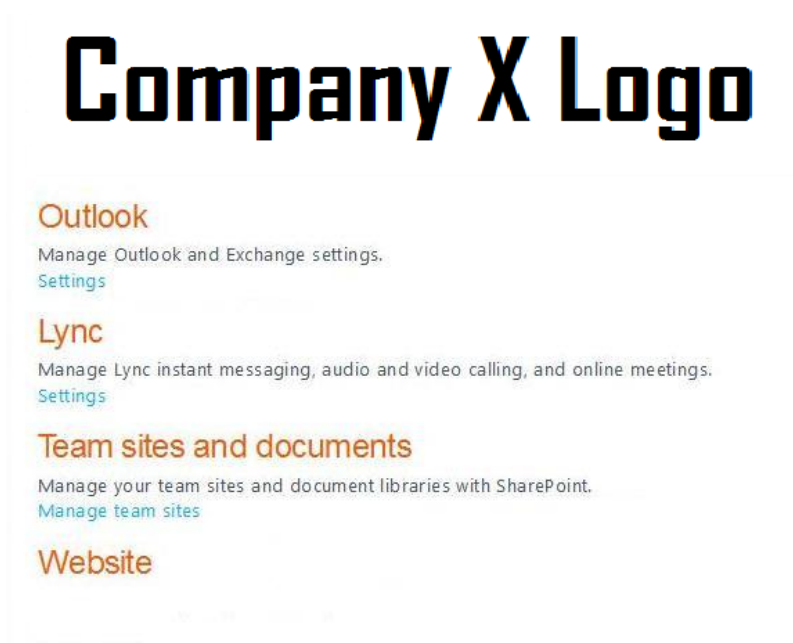 Company X Logo
Outlook
Manage Outlook and Exchange settings.
Settings
Lync
Manage Lync instant messaging, audio and video calling, and online meetings.
Settings
Team sites and documents
Manage your team sites and document libraries with SharePoint.
Manage team sites
Website